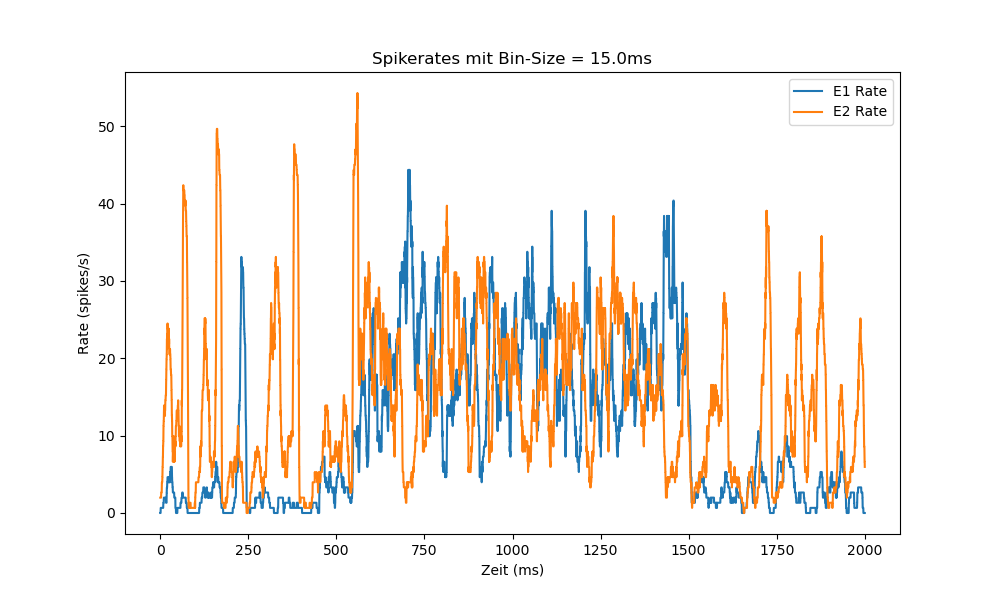 Spikerates mit Bin-Size = 15.0ms
E1 Rate
E2 Rate
Rate (spikes/s)
50
40
30
20
10
0
0 250 500 750 1000 1250 1500 1750 2000
Zeit (ms)